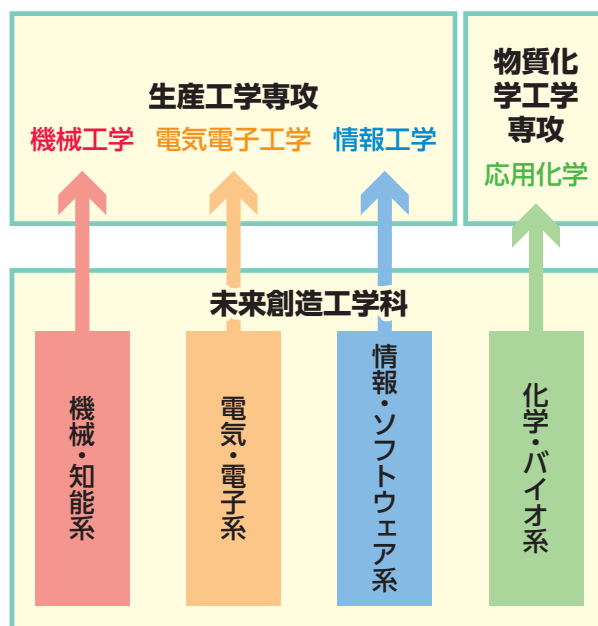 生産工学専攻
機械工学
電気電子工学
情報工学
物質化
学工学
専攻
応用化学
未来創造工学科
機械・知能系
電気・電子系
情報・ソフトウェア系
化学・バイオ系